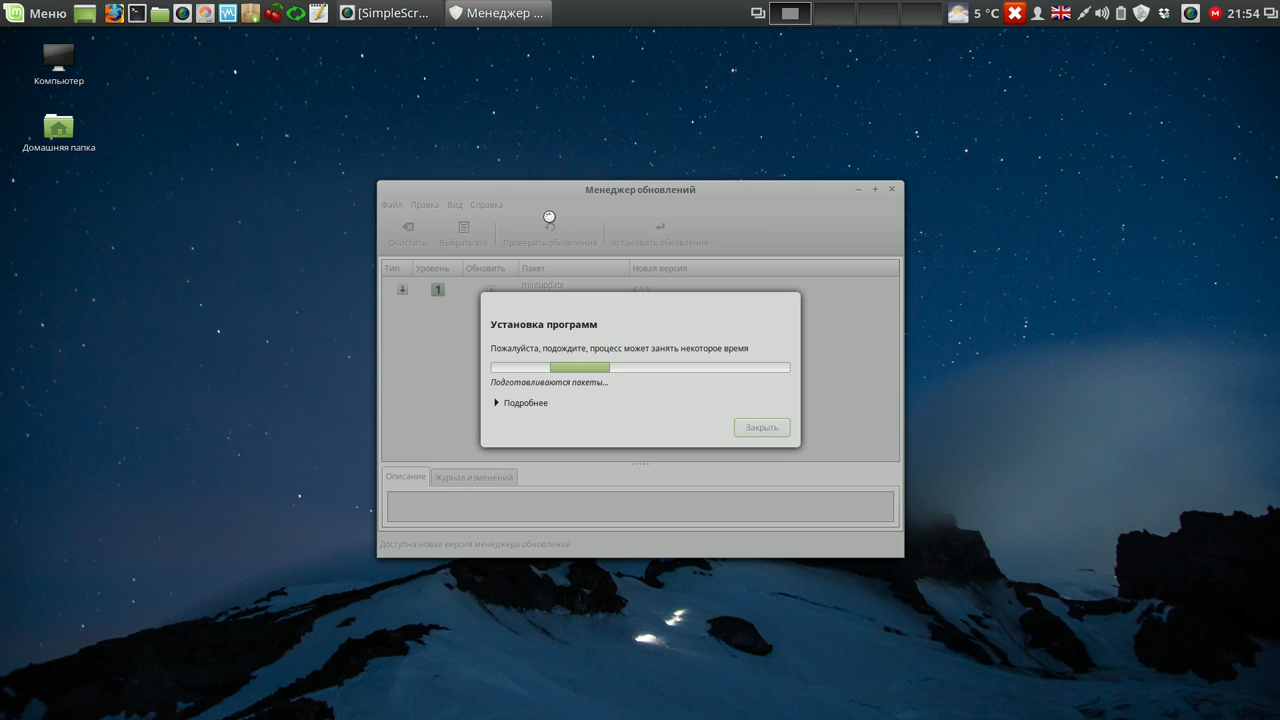 Меню
[SimpleScr...
Менеджер ...
5 °C
21:54
Компьютер
Домашняя папка
Менеджер обновлений
Файл Правка Вид Справка
Очистить Выбрать все Проверить обновления Установить обновления
Тип Уровень Обновить Пакет Новая версия
1 mintupdate
Установка программ
Пожалуйста, подождите, процесс может занять некоторое время
Подготавливаются пакеты...
Подробнее
Закрыть
Описание Журнал изменений
Доступна новая версия менеджера обновлений